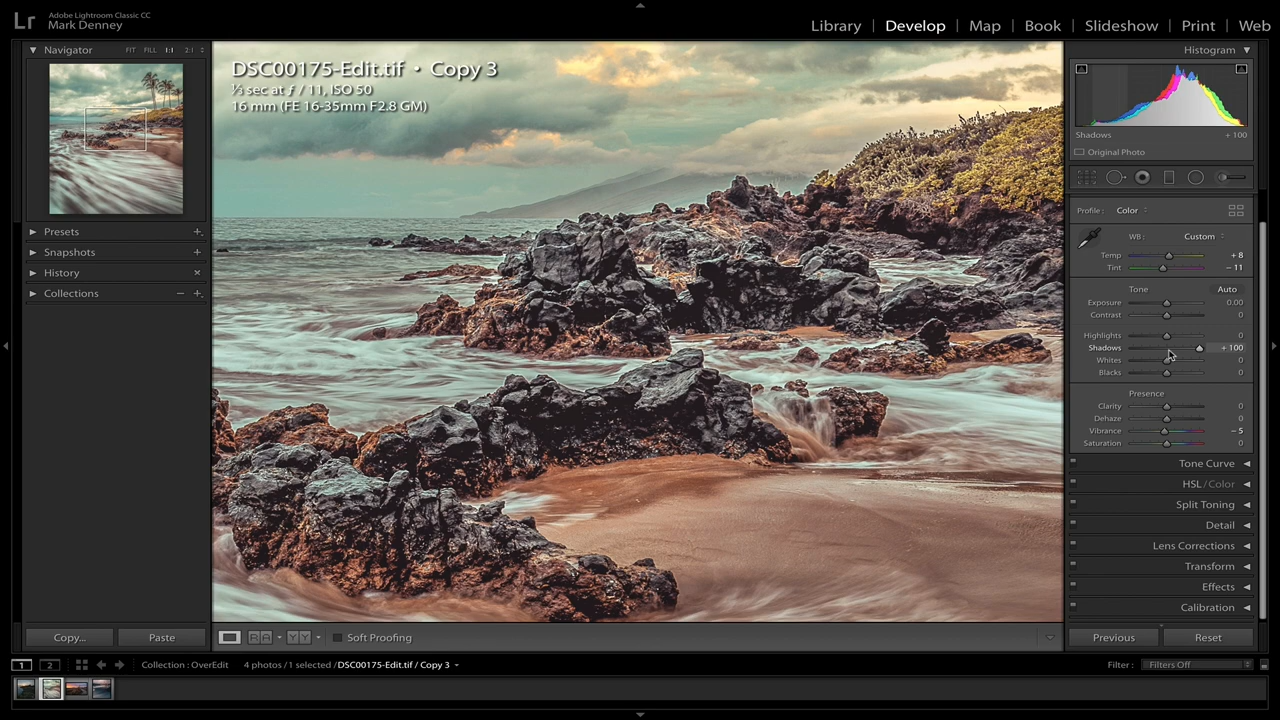 Lr Adobe Lightroom Classic CC
Mark Denney
Library | Develop | Map | Book | Slideshow | Print | Web
Navigator FIT FILL 1:1 2:1
Presets
Snapshots
History
Collections
Copy... Paste
DSC00175-Edit.tif • Copy 3
⅓ sec at ƒ / 11, ISO 50
16 mm (FE 16-35mm F2.8 GM)
Soft Proofing
Histogram
Shadows + 100
Original Photo
Profile : Color
WB : Custom
Temp + 8
Tint − 11
Tone Auto
Exposure 0.00
Contrast 0
Highlights 0
Shadows + 100
Whites 0
Blacks 0
Presence
Clarity 0
Dehaze 0
Vibrance − 5
Saturation 0
Tone Curve
HSL / Color
Split Toning
Detail
Lens Corrections
Transform
Effects
Calibration
Previous Reset
1 2 Collection : OverEdit 4 photos / 1 selected / DSC00175-Edit.tif / Copy 3 Filter : Filters Off